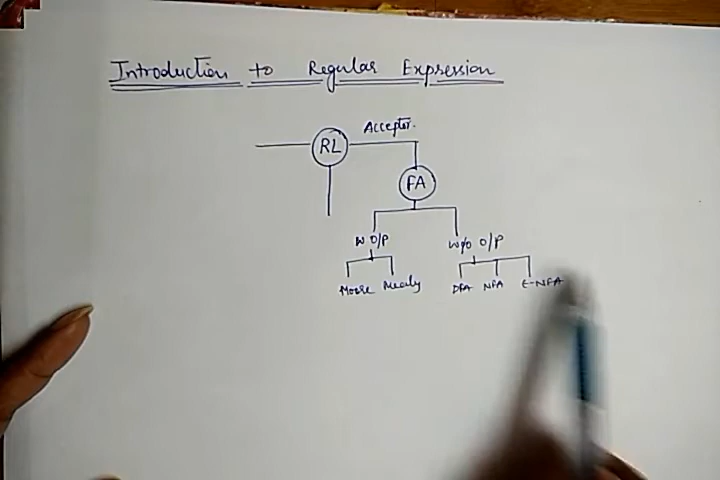 Introduction to Regular Expression
Acceptor.
RL
FA
W O/P W/o O/P
Moore Mealy DFA NFA E-NFA